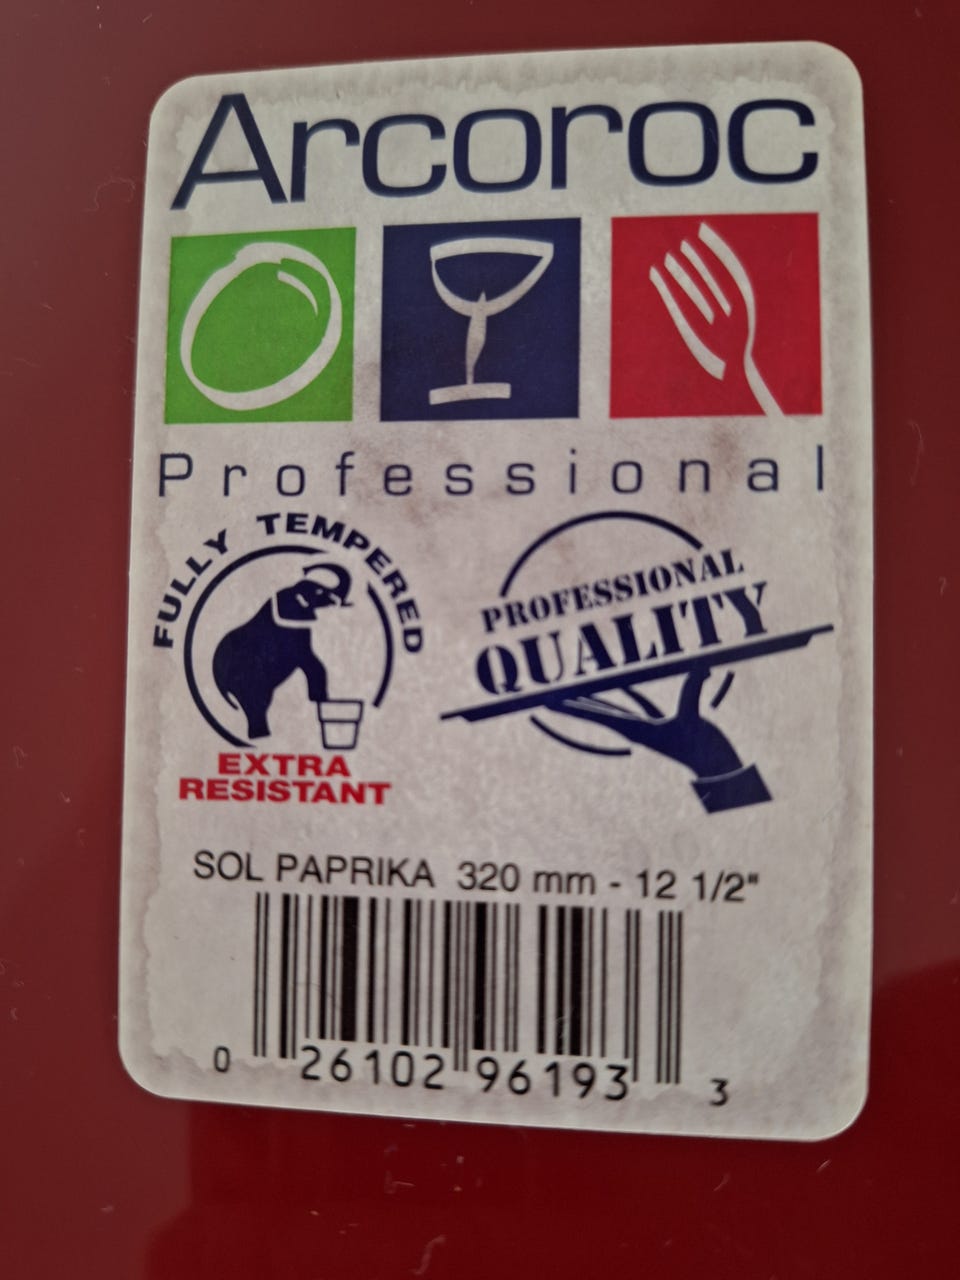 Arcoroc
Professional
FULLY TEMPERED
EXTRA
RESISTANT
PROFESSIONAL
QUALITY
SOL PAPRIKA 320 mm - 12 1/2"
0 26102 96193 3